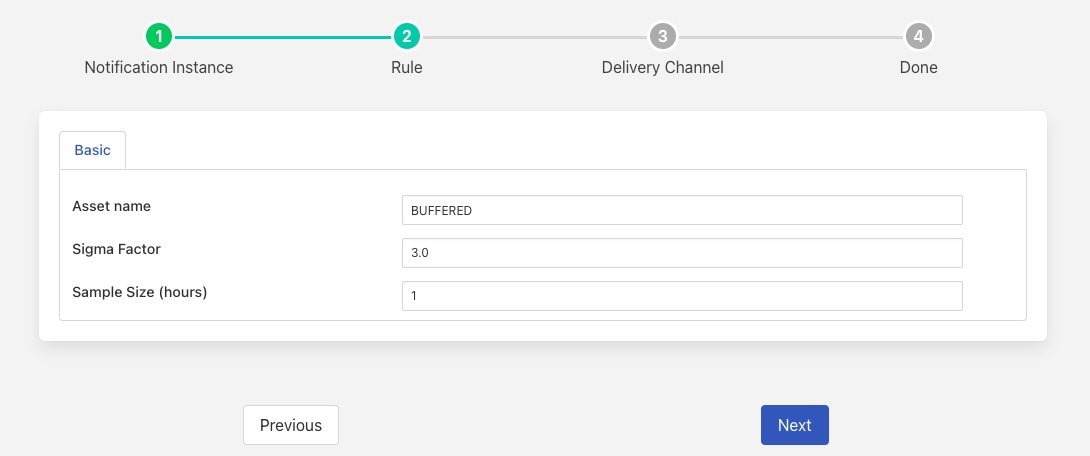 1 2 3 4
Notification Instance Rule Delivery Channel Done
Basic
Asset name BUFFERED
Sigma Factor 3.0
Sample Size (hours) 1
Previous Next